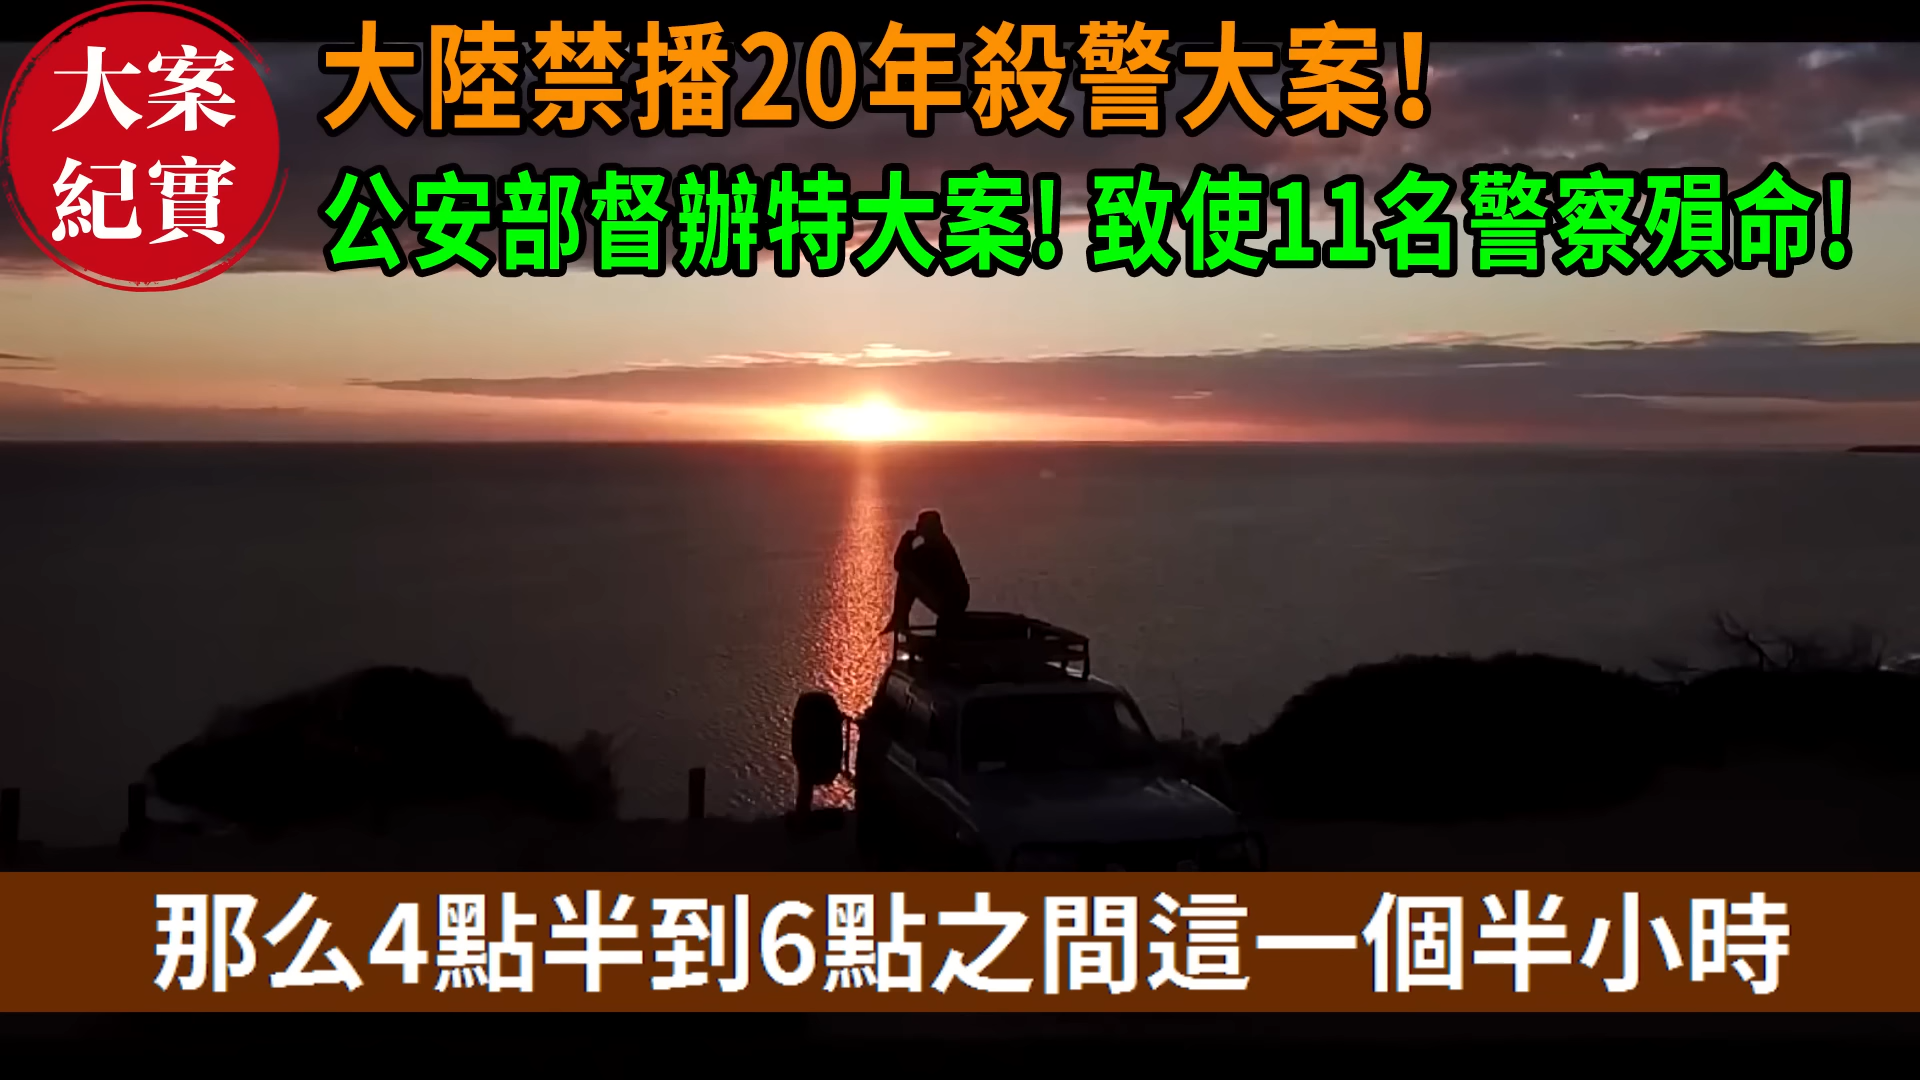 大案
紀實
大陸禁播20年殺警大案！
公安部督辦特大案！致使11名警察殞命！
那么4點半到6點之間這一個半小時